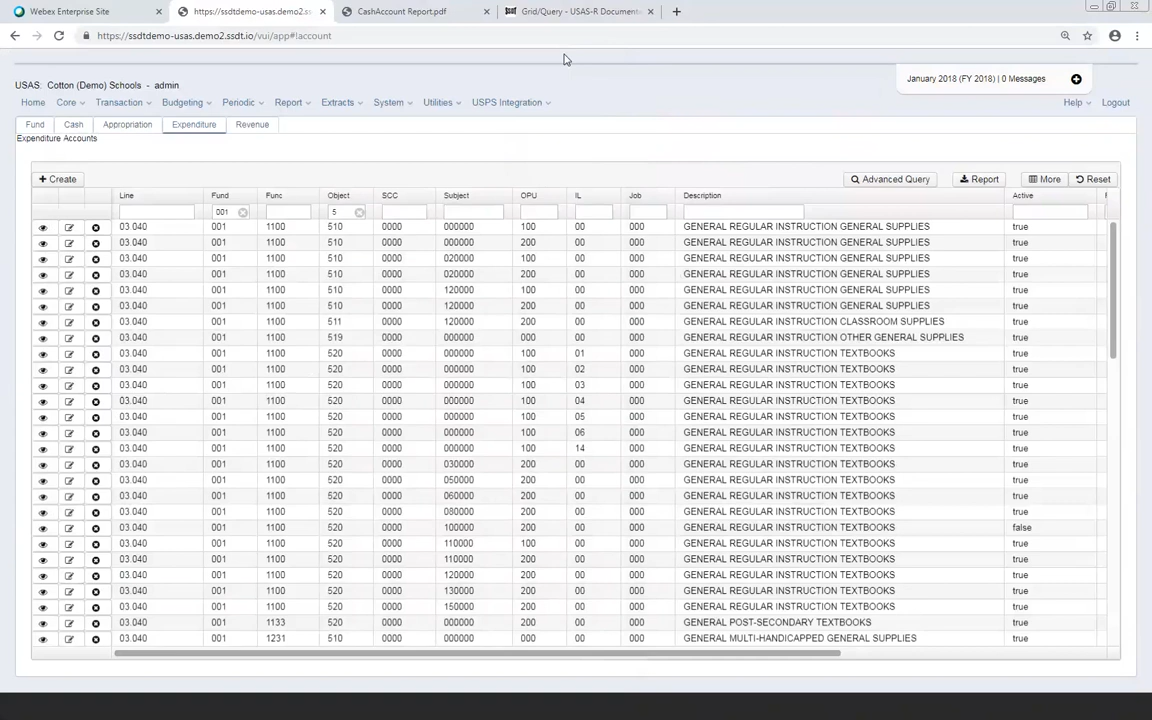 Webex Enterprise Site
https://ssdtdemo-usas.demo2.ssdt.io
CashAccount Report.pdf
Grid/Query - USAS-R Documente
https://ssdtdemo-usas.demo2.ssdt.io/vui/app#!account
January 2018 (FY 2018) | 0 Messages
USAS: Cotton (Demo) Schools - admin
Home Core Transaction Budgeting Periodic Report Extracts System Utilities USPS Integration Help Logout
Fund Cash Appropriation Expenditure Revenue
Expenditure Accounts
+ Create Advanced Query Report More Reset
Line Fund Func Object SCC Subject OPU IL Job Description Active
001 5
03.040 001 1100 510 0000 000000 100 00 000 GENERAL REGULAR INSTRUCTION GENERAL SUPPLIES true
03.040 001 1100 510 0000 000000 200 00 000 GENERAL REGULAR INSTRUCTION GENERAL SUPPLIES true
03.040 001 1100 510 0000 020000 100 00 000 GENERAL REGULAR INSTRUCTION GENERAL SUPPLIES true
03.040 001 1100 510 0000 020000 200 00 000 GENERAL REGULAR INSTRUCTION GENERAL SUPPLIES true
03.040 001 1100 510 0000 120000 100 00 000 GENERAL REGULAR INSTRUCTION GENERAL SUPPLIES true
03.040 001 1100 510 0000 120000 200 00 000 GENERAL REGULAR INSTRUCTION GENERAL SUPPLIES true
03.040 001 1100 511 0000 120000 200 00 000 GENERAL REGULAR INSTRUCTION CLASSROOM SUPPLIES true
03.040 001 1100 519 0000 000000 000 00 000 GENERAL REGULAR INSTRUCTION OTHER GENERAL SUPPLIES true
03.040 001 1100 520 0000 000000 100 01 000 GENERAL REGULAR INSTRUCTION TEXTBOOKS true
03.040 001 1100 520 0000 000000 100 02 000 GENERAL REGULAR INSTRUCTION TEXTBOOKS true
03.040 001 1100 520 0000 000000 100 03 000 GENERAL REGULAR INSTRUCTION TEXTBOOKS true
03.040 001 1100 520 0000 000000 100 04 000 GENERAL REGULAR INSTRUCTION TEXTBOOKS true
03.040 001 1100 520 0000 000000 100 05 000 GENERAL REGULAR INSTRUCTION TEXTBOOKS true
03.040 001 1100 520 0000 000000 100 06 000 GENERAL REGULAR INSTRUCTION TEXTBOOKS true
03.040 001 1100 520 0000 000000 100 14 000 GENERAL REGULAR INSTRUCTION TEXTBOOKS true
03.040 001 1100 520 0000 030000 200 00 000 GENERAL REGULAR INSTRUCTION TEXTBOOKS true
03.040 001 1100 520 0000 050000 200 00 000 GENERAL REGULAR INSTRUCTION TEXTBOOKS true
03.040 001 1100 520 0000 060000 200 00 000 GENERAL REGULAR INSTRUCTION TEXTBOOKS true
03.040 001 1100 520 0000 080000 200 00 000 GENERAL REGULAR INSTRUCTION TEXTBOOKS true
03.040 001 1100 520 0000 100000 200 00 000 GENERAL REGULAR INSTRUCTION TEXTBOOKS false
03.040 001 1100 520 0000 110000 100 00 000 GENERAL REGULAR INSTRUCTION TEXTBOOKS true
03.040 001 1100 520 0000 110000 200 00 000 GENERAL REGULAR INSTRUCTION TEXTBOOKS true
03.040 001 1100 520 0000 120000 200 00 000 GENERAL REGULAR INSTRUCTION TEXTBOOKS true
03.040 001 1100 520 0000 130000 200 00 000 GENERAL REGULAR INSTRUCTION TEXTBOOKS true
03.040 001 1100 520 0000 150000 200 00 000 GENERAL REGULAR INSTRUCTION TEXTBOOKS true
03.040 001 1133 520 0000 000000 200 00 000 GENERAL POST-SECONDARY TEXTBOOKS true
03.040 001 1231 510 0000 000000 000 00 000 GENERAL MULTI-HANDICAPPED GENERAL SUPPLIES true